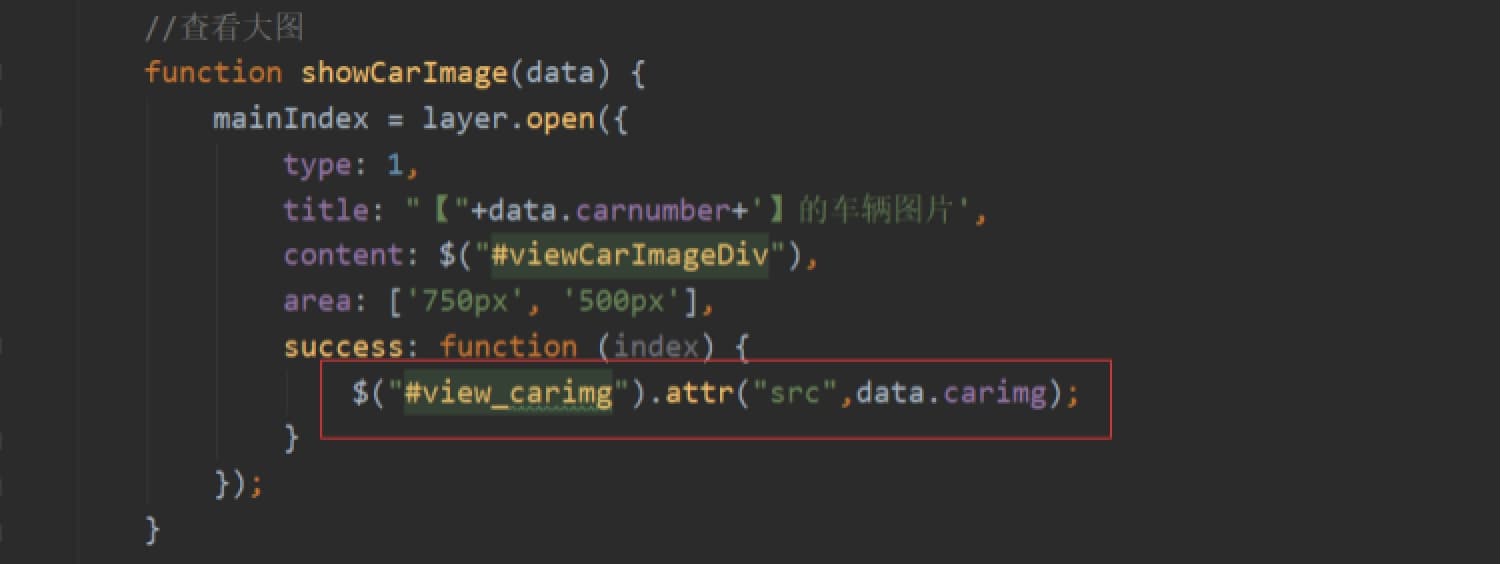 //查看大图
function showCarImage(data) {
mainIndex = layer.open({
type: 1,
title: "【"+data.carnumber+'】的车辆图片',
content: $("#viewCarImageDiv"),
area: ['750px', '500px'],
success: function (index) {
$("#view_carimg").attr("src",data.carimg);
}
});
}